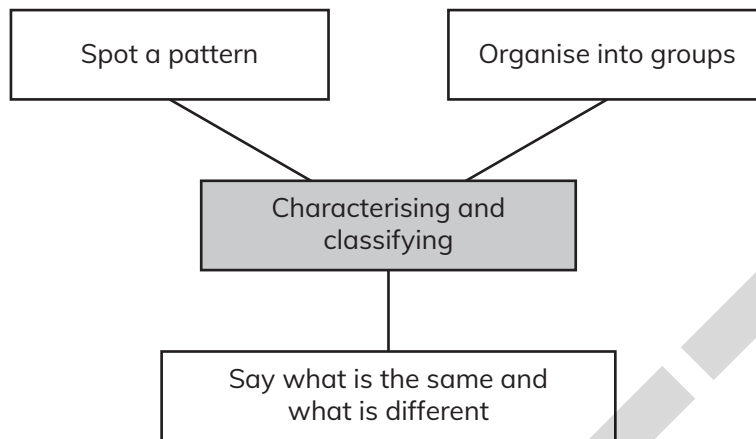 Spot a pattern
Organise into groups
Characterising and
classifying
Say what is the same and
what is different